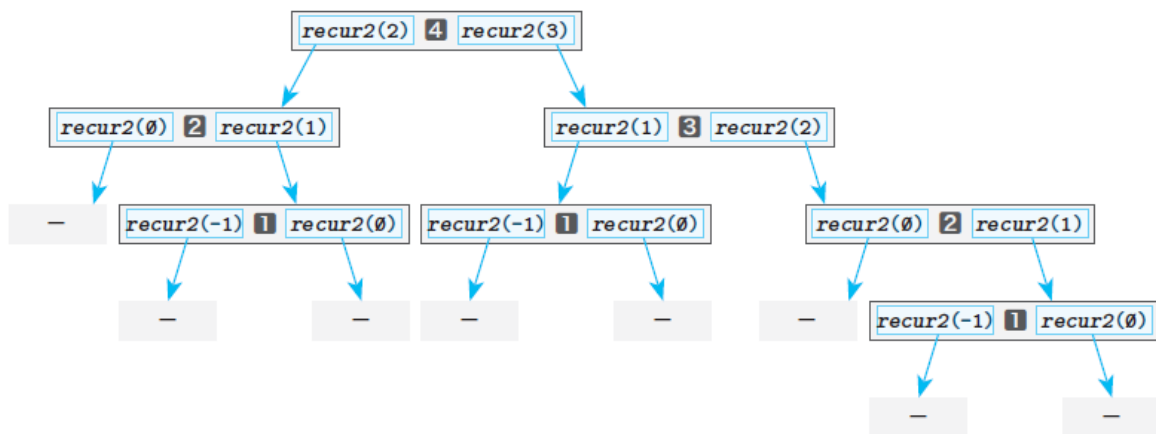 recur2(2) 4 recur2(3)
recur2(0) 2 recur2(1) recur2(1) 3 recur2(2)
— recur2(-1) 1 recur2(0) recur2(-1) 1 recur2(0) recur2(0) 2 recur2(1)
— — — — — recur2(-1) 1 recur2(0)
— —